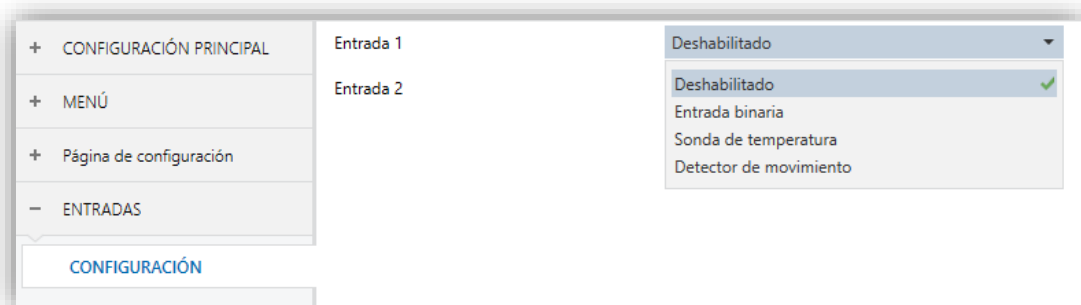 + CONFIGURACIÓN PRINCIPAL
+ MENÚ
+ Página de configuración
− ENTRADAS
CONFIGURACIÓN
Entrada 1
Deshabilitado
Entrada 2
Deshabilitado
Entrada binaria
Sonda de temperatura
Detector de movimiento